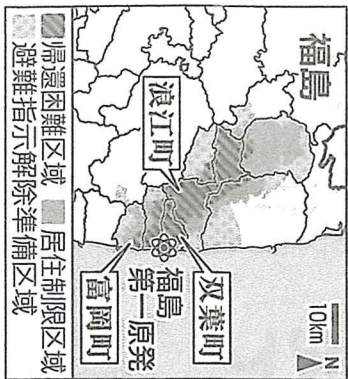 福島
N
10km
浪江町
双葉町
福島
第一原発
富岡町
帰還困難区域
居住制限区域
避難指示解除準備区域